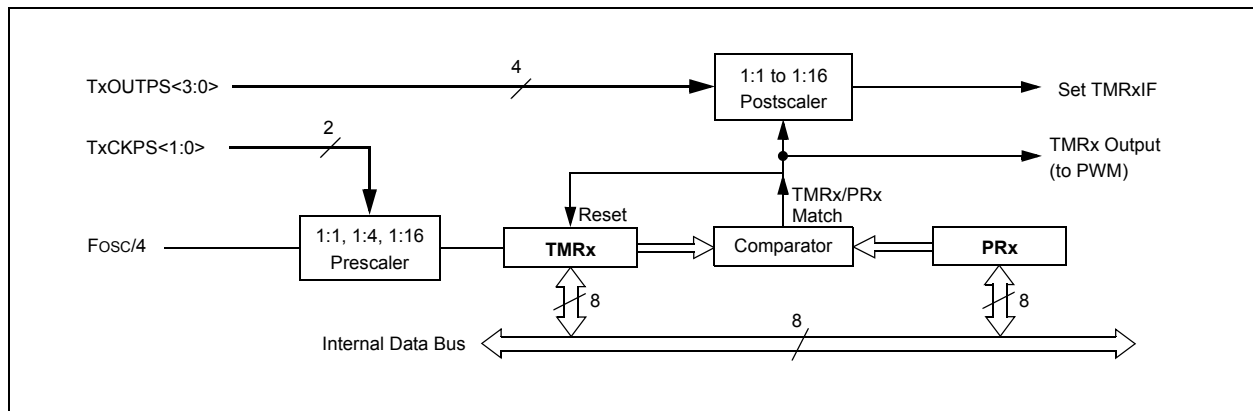 TxOUTPS<3:0>
4
1:1 to 1:16
Postscaler
Set TMRxIF
TxCKPS<1:0>
2
TMRx Output
(to PWM)
TMRx/PRx
Match
Reset
FOSC/4
1:1, 1:4, 1:16
Prescaler
TMRx
Comparator
PRx
8
8
8
Internal Data Bus